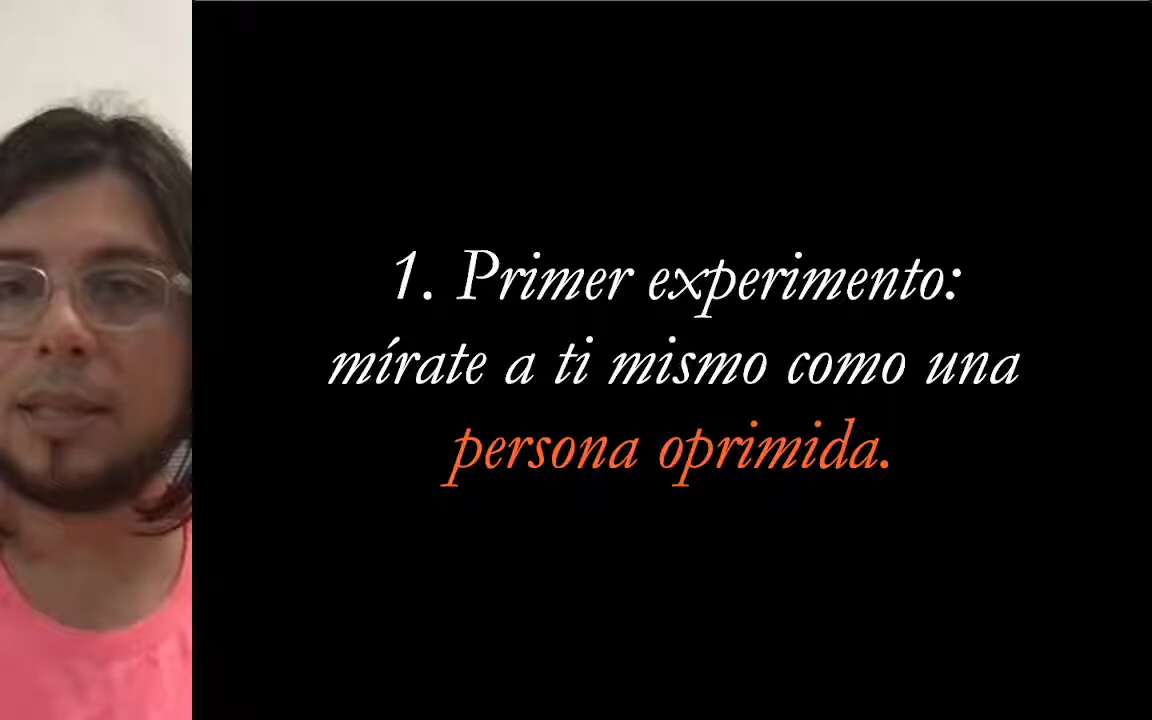 1. Primer experimento:
mírate a ti mismo como una
persona oprimida.